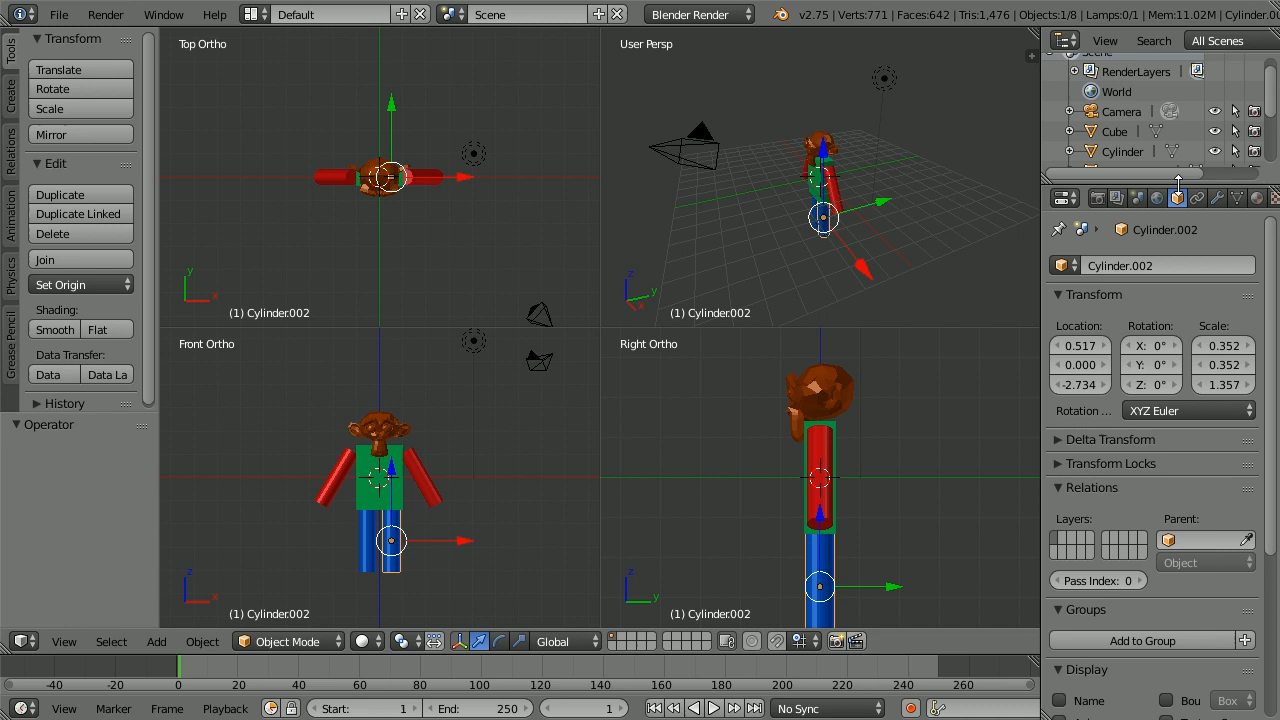 File Render Window Help Default Scene Blender Render v2.75 | Verts:771 | Faces:642 | Tris:1,476 | Objects:1/8 | Lamps:0/1 | Mem:11.02M | Cylinder.00
Tools
Create
Relations
Animation
Physics
Grease Pencil
Transform
Translate
Rotate
Scale
Mirror
Edit
Duplicate
Duplicate Linked
Delete
Join
Set Origin
Shading:
Smooth Flat
Data Transfer:
Data Data La
History
Operator
Top Ortho
y
x
(1) Cylinder.002
User Persp
z
y
x
(1) Cylinder.002
Front Ortho
z
x
(1) Cylinder.002
Right Ortho
z
y
(1) Cylinder.002
View Select Add Object Object Mode Global
-40 -20 0 20 40 60 80 100 120 140 160 180 200 220 240 260
View Marker Frame Playback Start: 1 End: 250 1 No Sync
View Search All Scenes
Scene
RenderLayers |
World
Camera |
Cube |
Cylinder |
Cylinder.002
Cylinder.002
Transform
Location: Rotation: Scale:
0.517 X: 0° 0.352
0.000 Y: 0° 0.352
-2.734 Z: 0° 1.357
Rotation ... XYZ Euler
Delta Transform
Transform Locks
Relations
Layers: Parent:
Object
Pass Index: 0
Groups
Add to Group
Display
Name Bou Box